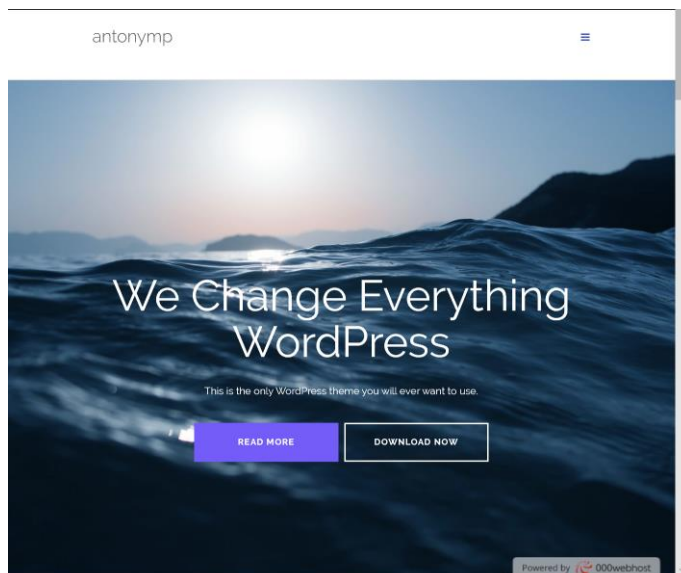 antonymp
We Change Everything
WordPress
This is the only WordPress theme you will ever want to use.
READ MORE
DOWNLOAD NOW
Powered by 000webhost